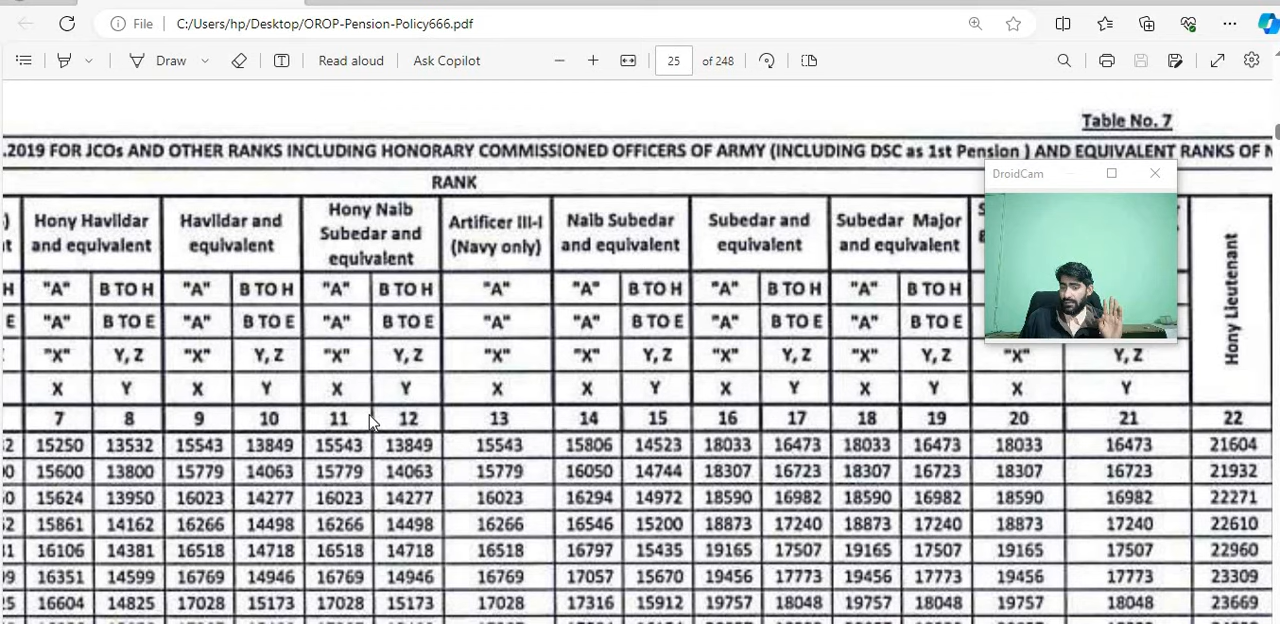 File C:/Users/hp/Desktop/OROP-Pension-Policy666.pdf
Draw Read aloud Ask Copilot 25 of 248
Table No. 7
.2019 FOR JCOs AND OTHER RANKS INCLUDING HONORARY COMMISSIONED OFFICERS OF ARMY (INCLUDING DSC as 1st Pension ) AND EQUIVALENT RANKS OF
RANK
DroidCam
Hony Havildar and equivalent
Havildar and equivalent
Hony Naib Subedar and equivalent
Artificer III-I (Navy only)
Naib Subedar and equivalent
Subedar and equivalent
Subedar Major and equivalent
Hony Lieutenant
H "A" B TO H "A" B TO H "A" B TO H "A" "A" B TO H "A" B TO H "A" B TO H
E "A" B TO E "A" B TO E "A" B TO E "A" "A" B TO E "A" B TO E "A" B TO E
"X" Y, Z "X" Y, Z "X" Y, Z "X" "X" Y, Z "X" Y, Z "X" Y, Z "X" Y, Z
X Y X Y X Y X X Y X Y X Y X Y
7 8 9 10 11 12 13 14 15 16 17 18 19 20 21 22
15250 13532 15543 13849 15543 13849 15543 15806 14523 18033 16473 18033 16473 18033 16473 21604
15600 13800 15779 14063 15779 14063 15779 16050 14744 18307 16723 18307 16723 18307 16723 21932
15624 13950 16023 14277 16023 14277 16023 16294 14972 18590 16982 18590 16982 18590 16982 22271
15861 14162 16266 14498 16266 14498 16266 16546 15200 18873 17240 18873 17240 18873 17240 22610
16106 14381 16518 14718 16518 14718 16518 16797 15435 19165 17507 19165 17507 19165 17507 22960
16351 14599 16769 14946 16769 14946 16769 17057 15670 19456 17773 19456 17773 19456 17773 23309
16604 14825 17028 15173 17028 15173 17028 17316 15912 19757 18048 19757 18048 19757 18048 23669